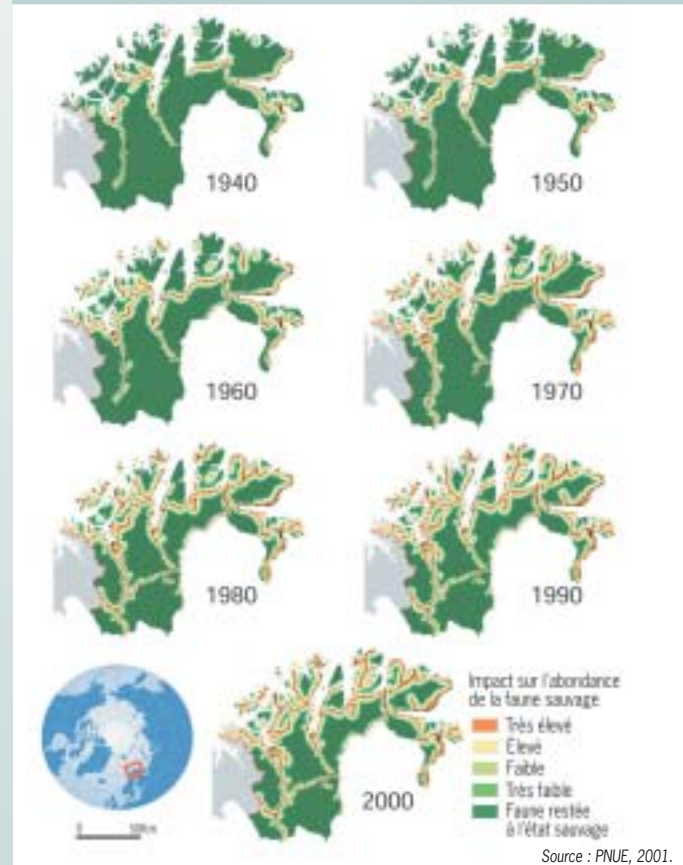 1940
1950
1960
1970
1980
1990
2000
Impact sur l'abondance
de la faune sauvage
Très élevé
Élevé
Faible
Très faible
Faune restée
à l'état sauvage
0
Source : PNUE, 2001.